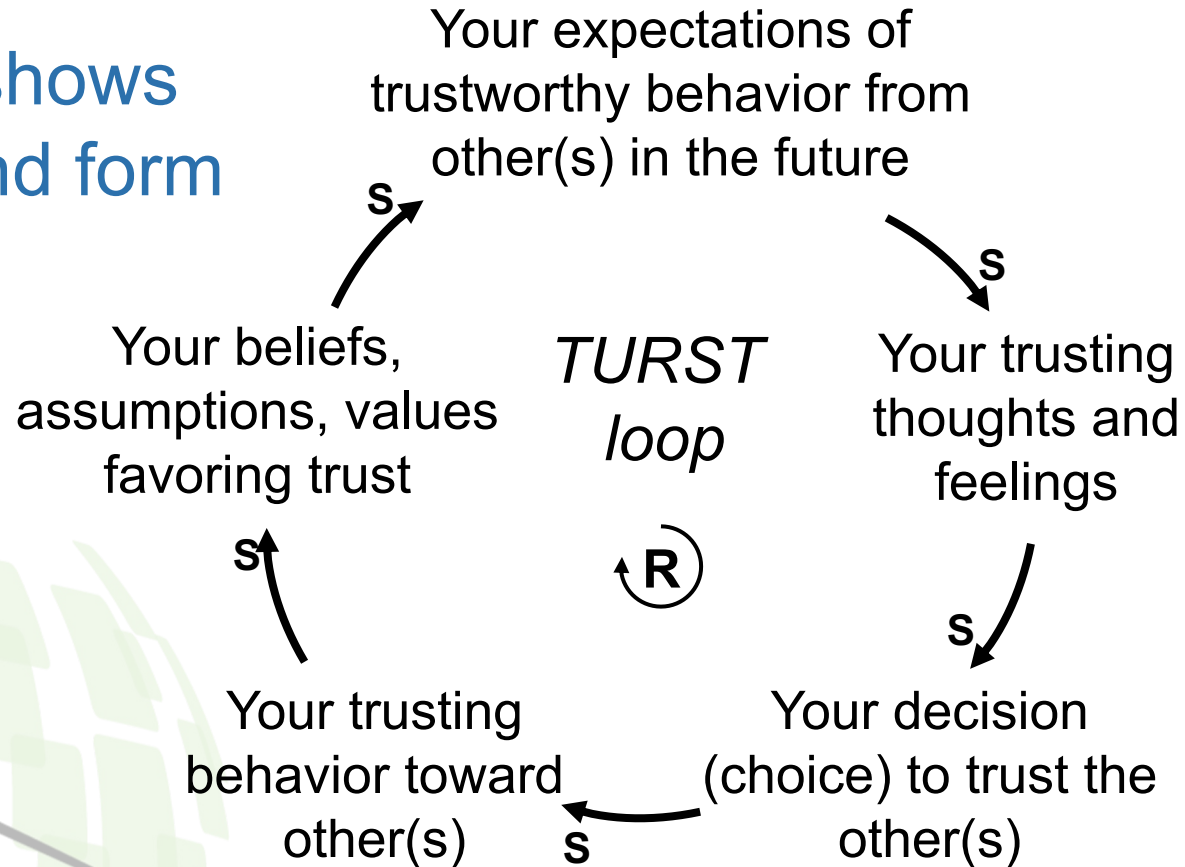 shows
nd form
Your expectations of
trustworthy behavior from
other(s) in the future
S
S
Your beliefs,
assumptions, values
favoring trust
TURST
loop
Your trusting
thoughts and
feelings
S
R
S
Your trusting
behavior toward
other(s)
S
Your decision
(choice) to trust the
other(s)